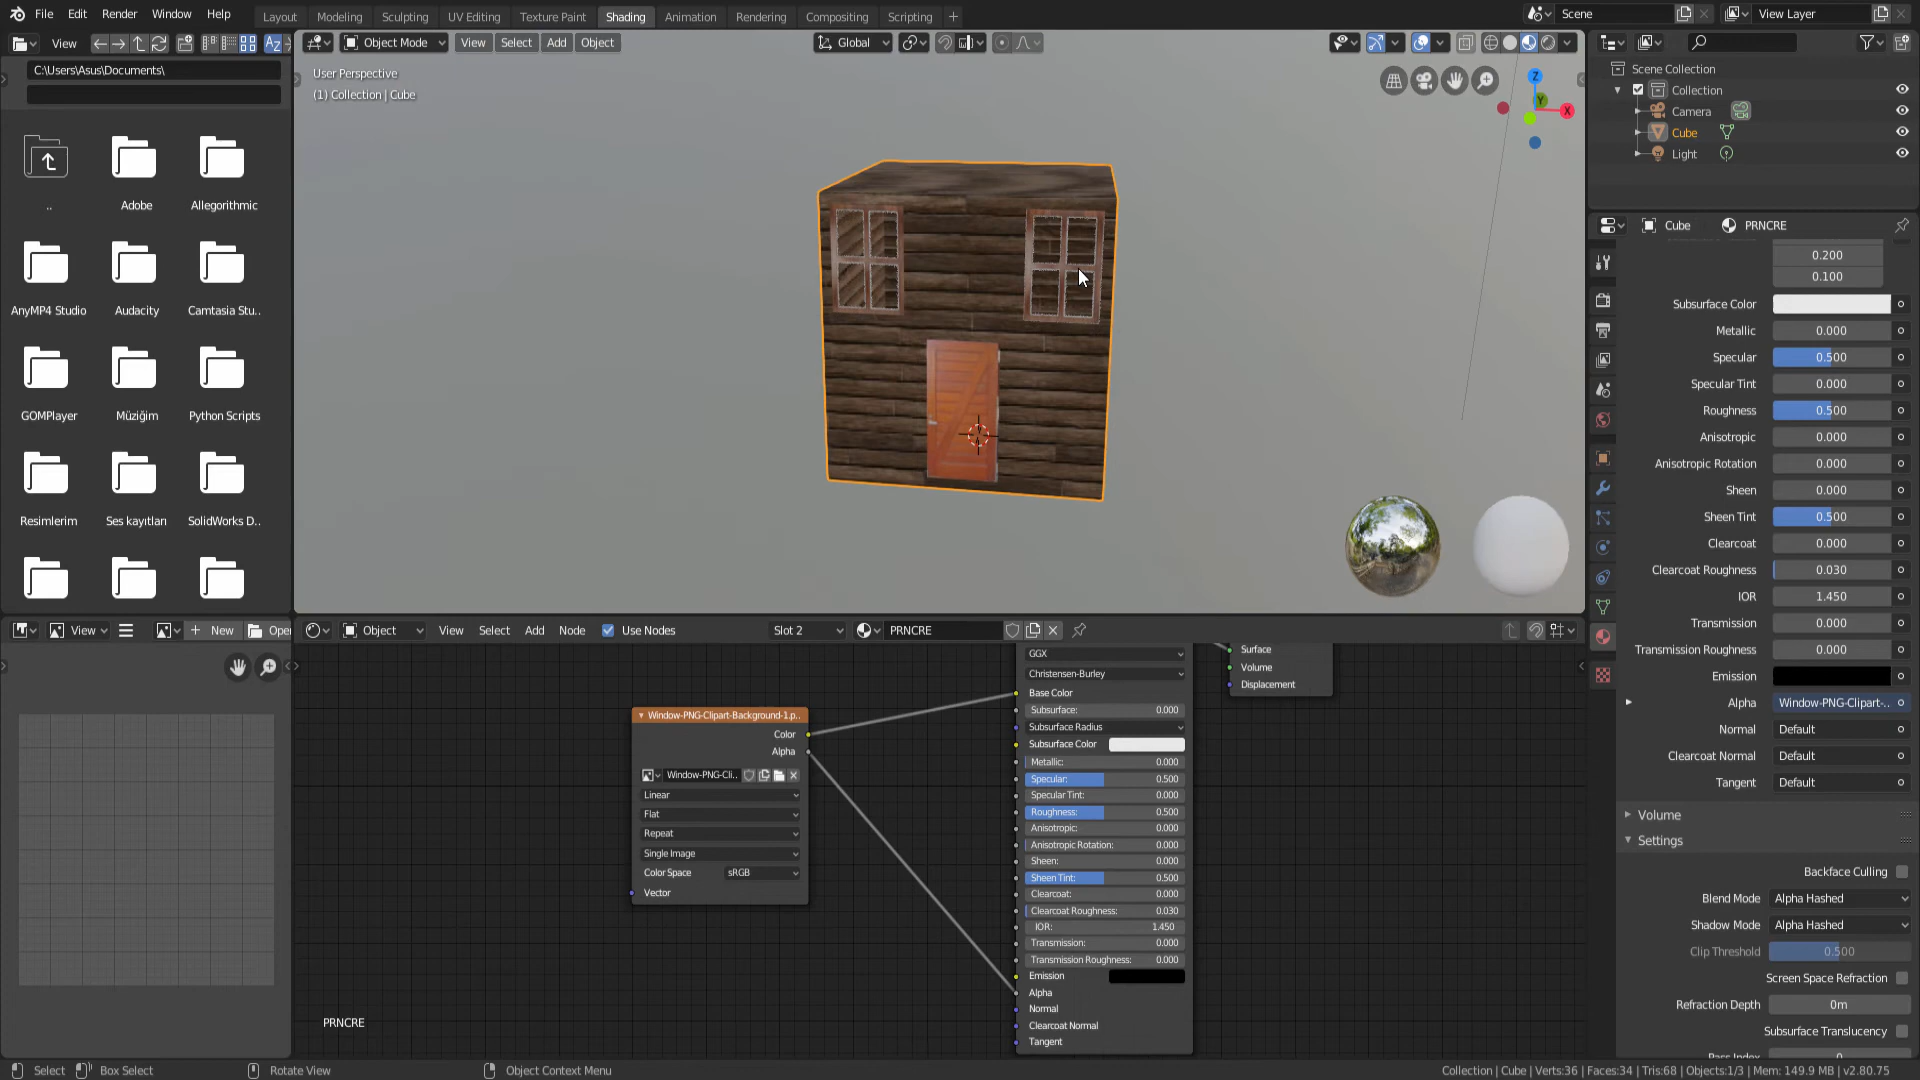 File Edit Render Window Help
Layout Modeling Sculpting UV Editing Texture Paint Shading Animation Rendering Compositing Scripting
Scene
View Layer
View
C:\Users\Asus\Documents\
..
Adobe
Allegorithmic
AnyMP4 Studio
Audacity
Camtasia Stu..
GOMPlayer
Müziğim
Python Scripts
Resimlerim
Ses kayıtları
SolidWorks D..
Object Mode View Select Add Object
Global
User Perspective
(1) Collection | Cube
Z
Y
X
Scene Collection
Collection
Camera
Cube
Light
Cube PRNCRE
0.200
0.100
Subsurface Color
Metallic 0.000
Specular 0.500
Specular Tint 0.000
Roughness 0.500
Anisotropic 0.000
Anisotropic Rotation 0.000
Sheen 0.000
Sheen Tint 0.500
Clearcoat 0.000
Clearcoat Roughness 0.030
IOR 1.450
Transmission 0.000
Transmission Roughness 0.000
Emission
Alpha Window-PNG-Clipart-..
Normal Default
Clearcoat Normal Default
Tangent Default
Volume
Settings
Backface Culling
Blend Mode Alpha Hashed
Shadow Mode Alpha Hashed
Clip Threshold 0.500
Screen Space Refraction
Refraction Depth 0m
Subsurface Translucency
Pass Index 0
View New Open
Object View Select Add Node Use Nodes Slot 2 PRNCRE
Window-PNG-Clipart-Background-1.p..
Color
Alpha
Window-PNG-Cli..
Linear
Flat
Repeat
Single Image
Color Space sRGB
Vector
GGX
Christensen-Burley
Base Color
Subsurface: 0.000
Subsurface Radius
Subsurface Color
Metallic: 0.000
Specular: 0.500
Specular Tint: 0.000
Roughness: 0.500
Anisotropic: 0.000
Anisotropic Rotation: 0.000
Sheen: 0.000
Sheen Tint: 0.500
Clearcoat: 0.000
Clearcoat Roughness: 0.030
IOR: 1.450
Transmission: 0.000
Transmission Roughness: 0.000
Emission
Alpha
Normal
Clearcoat Normal
Tangent
Surface
Volume
Displacement
PRNCRE
Select Box Select Rotate View Object Context Menu
Collection | Cube | Verts:36 | Faces:34 | Tris:68 | Objects:1/3 | Mem: 149.9 MB | v2.80.75